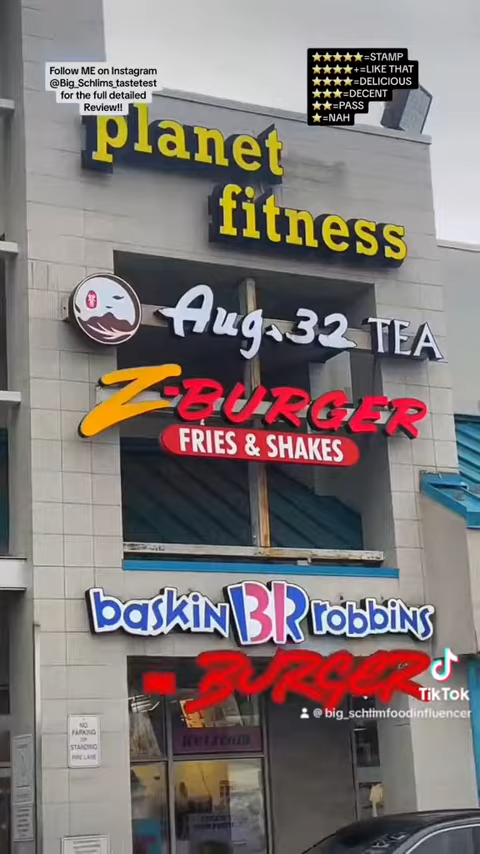 Follow ME on Instagram
@Big_Schlims_tastetest
for the full detailed
Review!!
⭐⭐⭐⭐⭐=STAMP
⭐⭐⭐⭐+=LIKE THAT
⭐⭐⭐⭐=DELICIOUS
⭐⭐⭐=DECENT
⭐⭐=PASS
⭐=NAH
planet
fitness
Aug. 32 TEA
Z-BURGER
FRIES & SHAKES
baskin BR robbins
BURGER
TikTok
@big_schlimfoodinfluencer
NO
PARKING
OR
STANDING
FIRE LANE